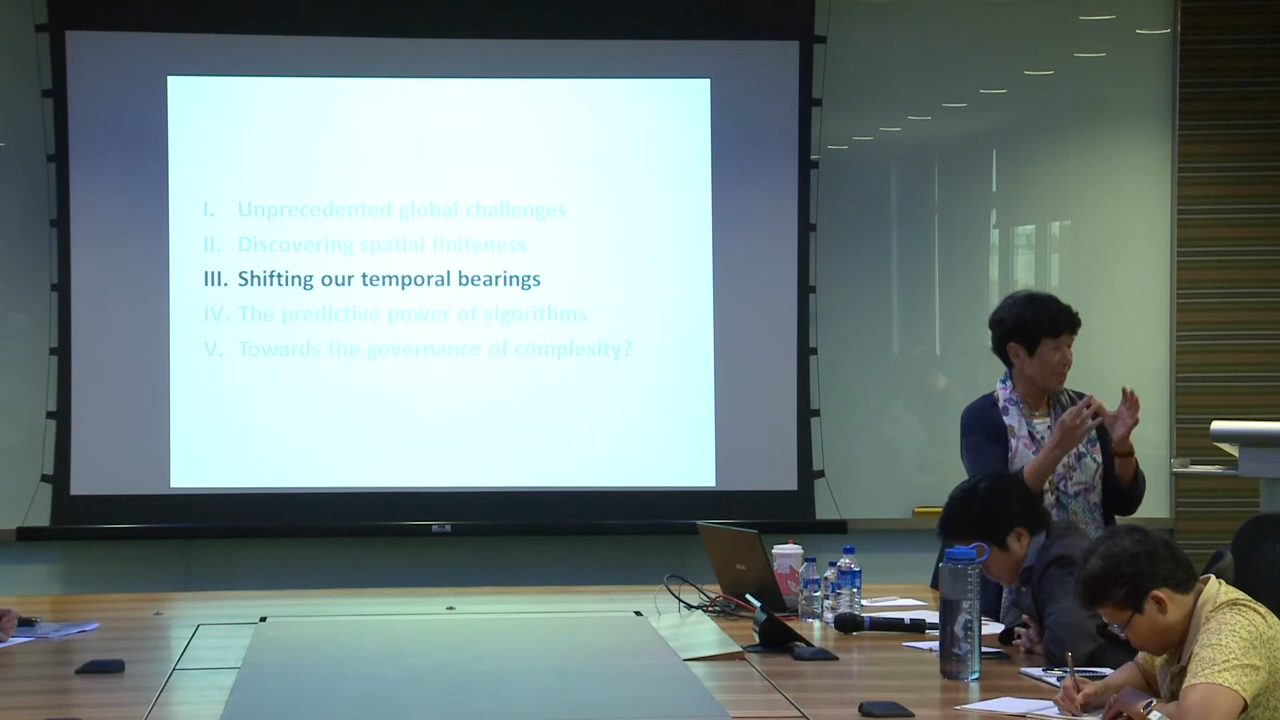 I. Unprecedented global challenges
II. Discovering spatial finiteness
III. Shifting our temporal bearings
IV. The predictive power of algorithms
V. Towards the governance of complexity?